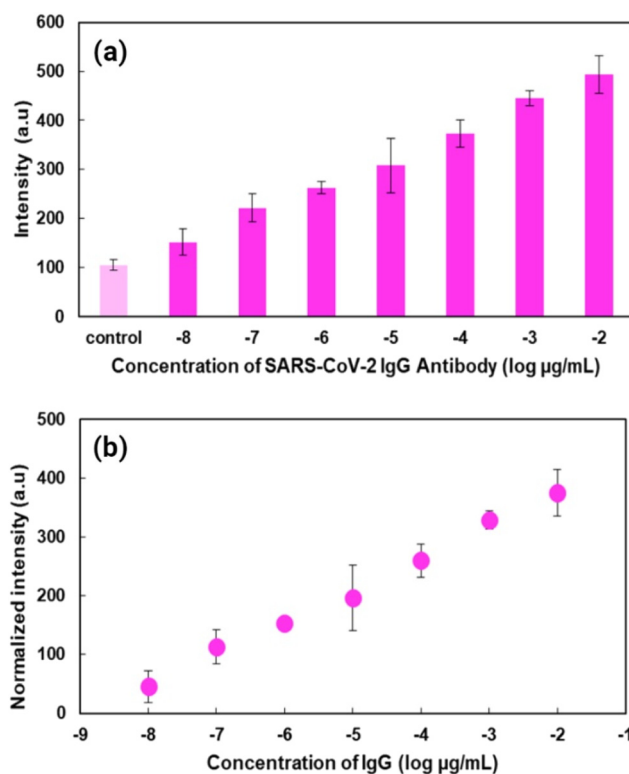 (a)
Intensity (a.u)
600
500
400
300
200
100
0
control -8 -7 -6 -5 -4 -3 -2
Concentration of SARS-CoV-2 IgG Antibody (log µg/mL)
(b)
Normalized intensity (a.u)
500
400
300
200
100
0
-9 -8 -7 -6 -5 -4 -3 -2 -1
Concentration of IgG (log µg/mL)